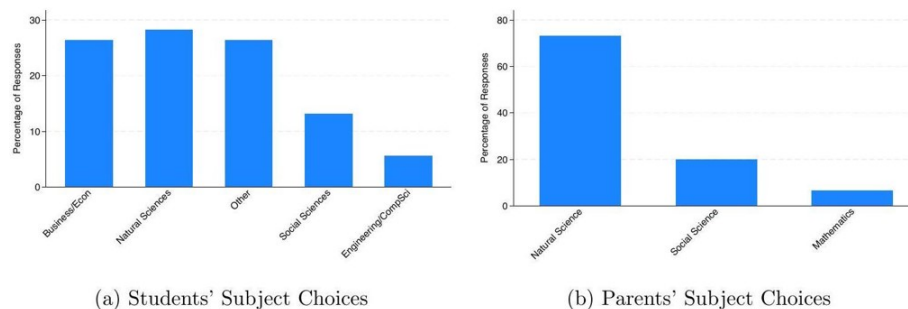 Percentage of Responses
30
20
10
0
Business/Econ
Natural Sciences
Other
Social Sciences
Engineering/CompSci
(a) Students' Subject Choices
Percentage of Responses
80
60
40
20
0
Natural Science
Social Science
Mathematics
(b) Parents' Subject Choices